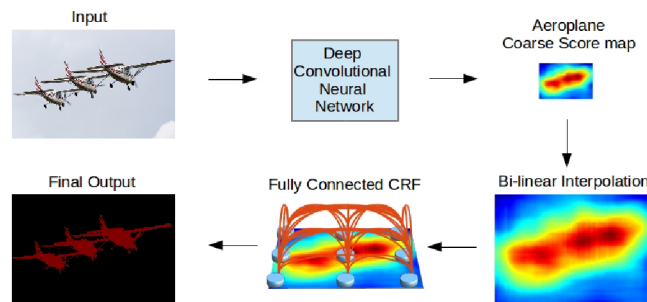 Input
Deep
Convolutional
Neural
Network
Aeroplane
Coarse Score map
Bi-linear Interpolation
Fully Connected CRF
Final Output